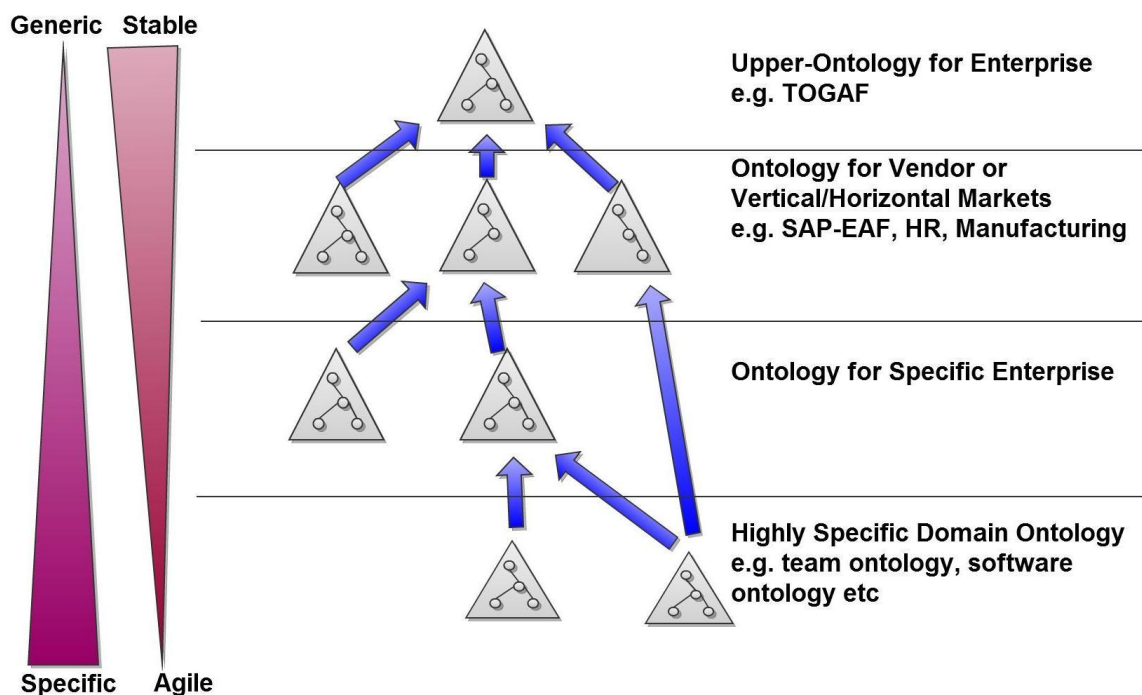 Generic Stable
Upper-Ontology for Enterprise
e.g. TOGAF
Ontology for Vendor or
Vertical/Horizontal Markets
e.g. SAP-EAF, HR, Manufacturing
Ontology for Specific Enterprise
Highly Specific Domain Ontology
e.g. team ontology, software
ontology etc
Specific Agile